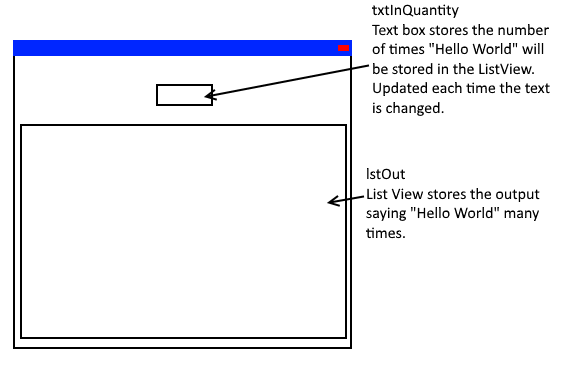 txtInQuantity
Text box stores the number
of times "Hello World" will
be stored in the ListView.
Updated each time the text
is changed.
lstOut
List View stores the output
saying "Hello World" many
times.